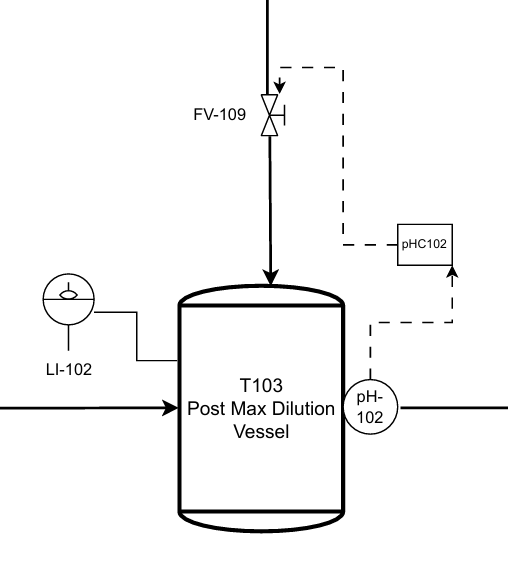 FV-109
pHC102
LI-102
T103
Post Max Dilution
Vessel
pH-
102